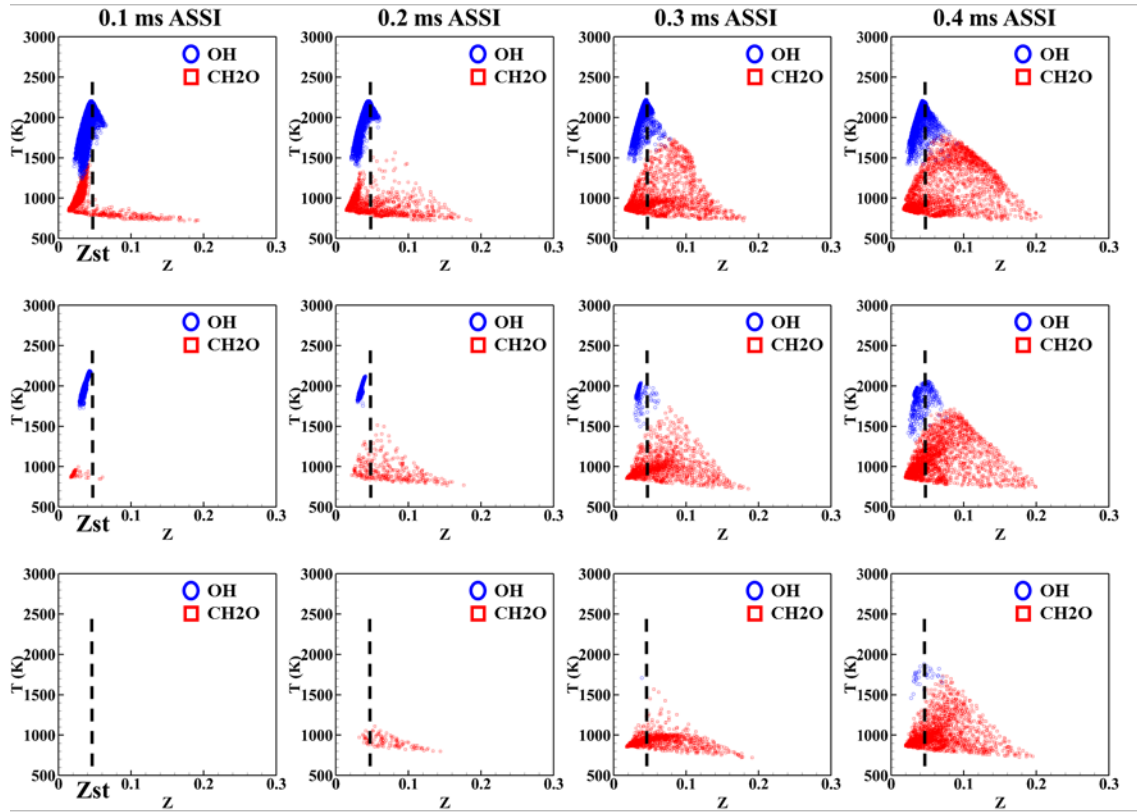 0.1 ms ASSI 0.2 ms ASSI 0.3 ms ASSI 0.4 ms ASSI
3000 3000 3000 3000
OH OH OH OH
2500 2500 2500 2500
CH2O CH2O CH2O CH2O
2000 2000 2000 2000
T (K) T (K) T (K) T (K)
1500 1500 1500 1500
1000 1000 1000 1000
500 500 500 500
0 0.1 0.2 0.3 0 0.1 0.2 0.3 0 0.1 0.2 0.3 0 0.1 0.2 0.3
Zst Z Z Z Z
3000 3000 3000 3000
OH OH OH OH
2500 2500 2500 2500
CH2O CH2O CH2O CH2O
2000 2000 2000 2000
T (K) T (K) T (K) T (K)
1500 1500 1500 1500
1000 1000 1000 1000
500 500 500 500
0 0.1 0.2 0.3 0 0.1 0.2 0.3 0 0.1 0.2 0.3 0 0.1 0.2 0.3
Zst Z Z Z Z
3000 3000 3000 3000
OH OH OH OH
2500 2500 2500 2500
CH2O CH2O CH2O CH2O
2000 2000 2000 2000
T (K) T (K) T (K) T (K)
1500 1500 1500 1500
1000 1000 1000 1000
500 500 500 500
0 0.1 0.2 0.3 0 0.1 0.2 0.3 0 0.1 0.2 0.3 0 0.1 0.2 0.3
Zst Z Z Z Z